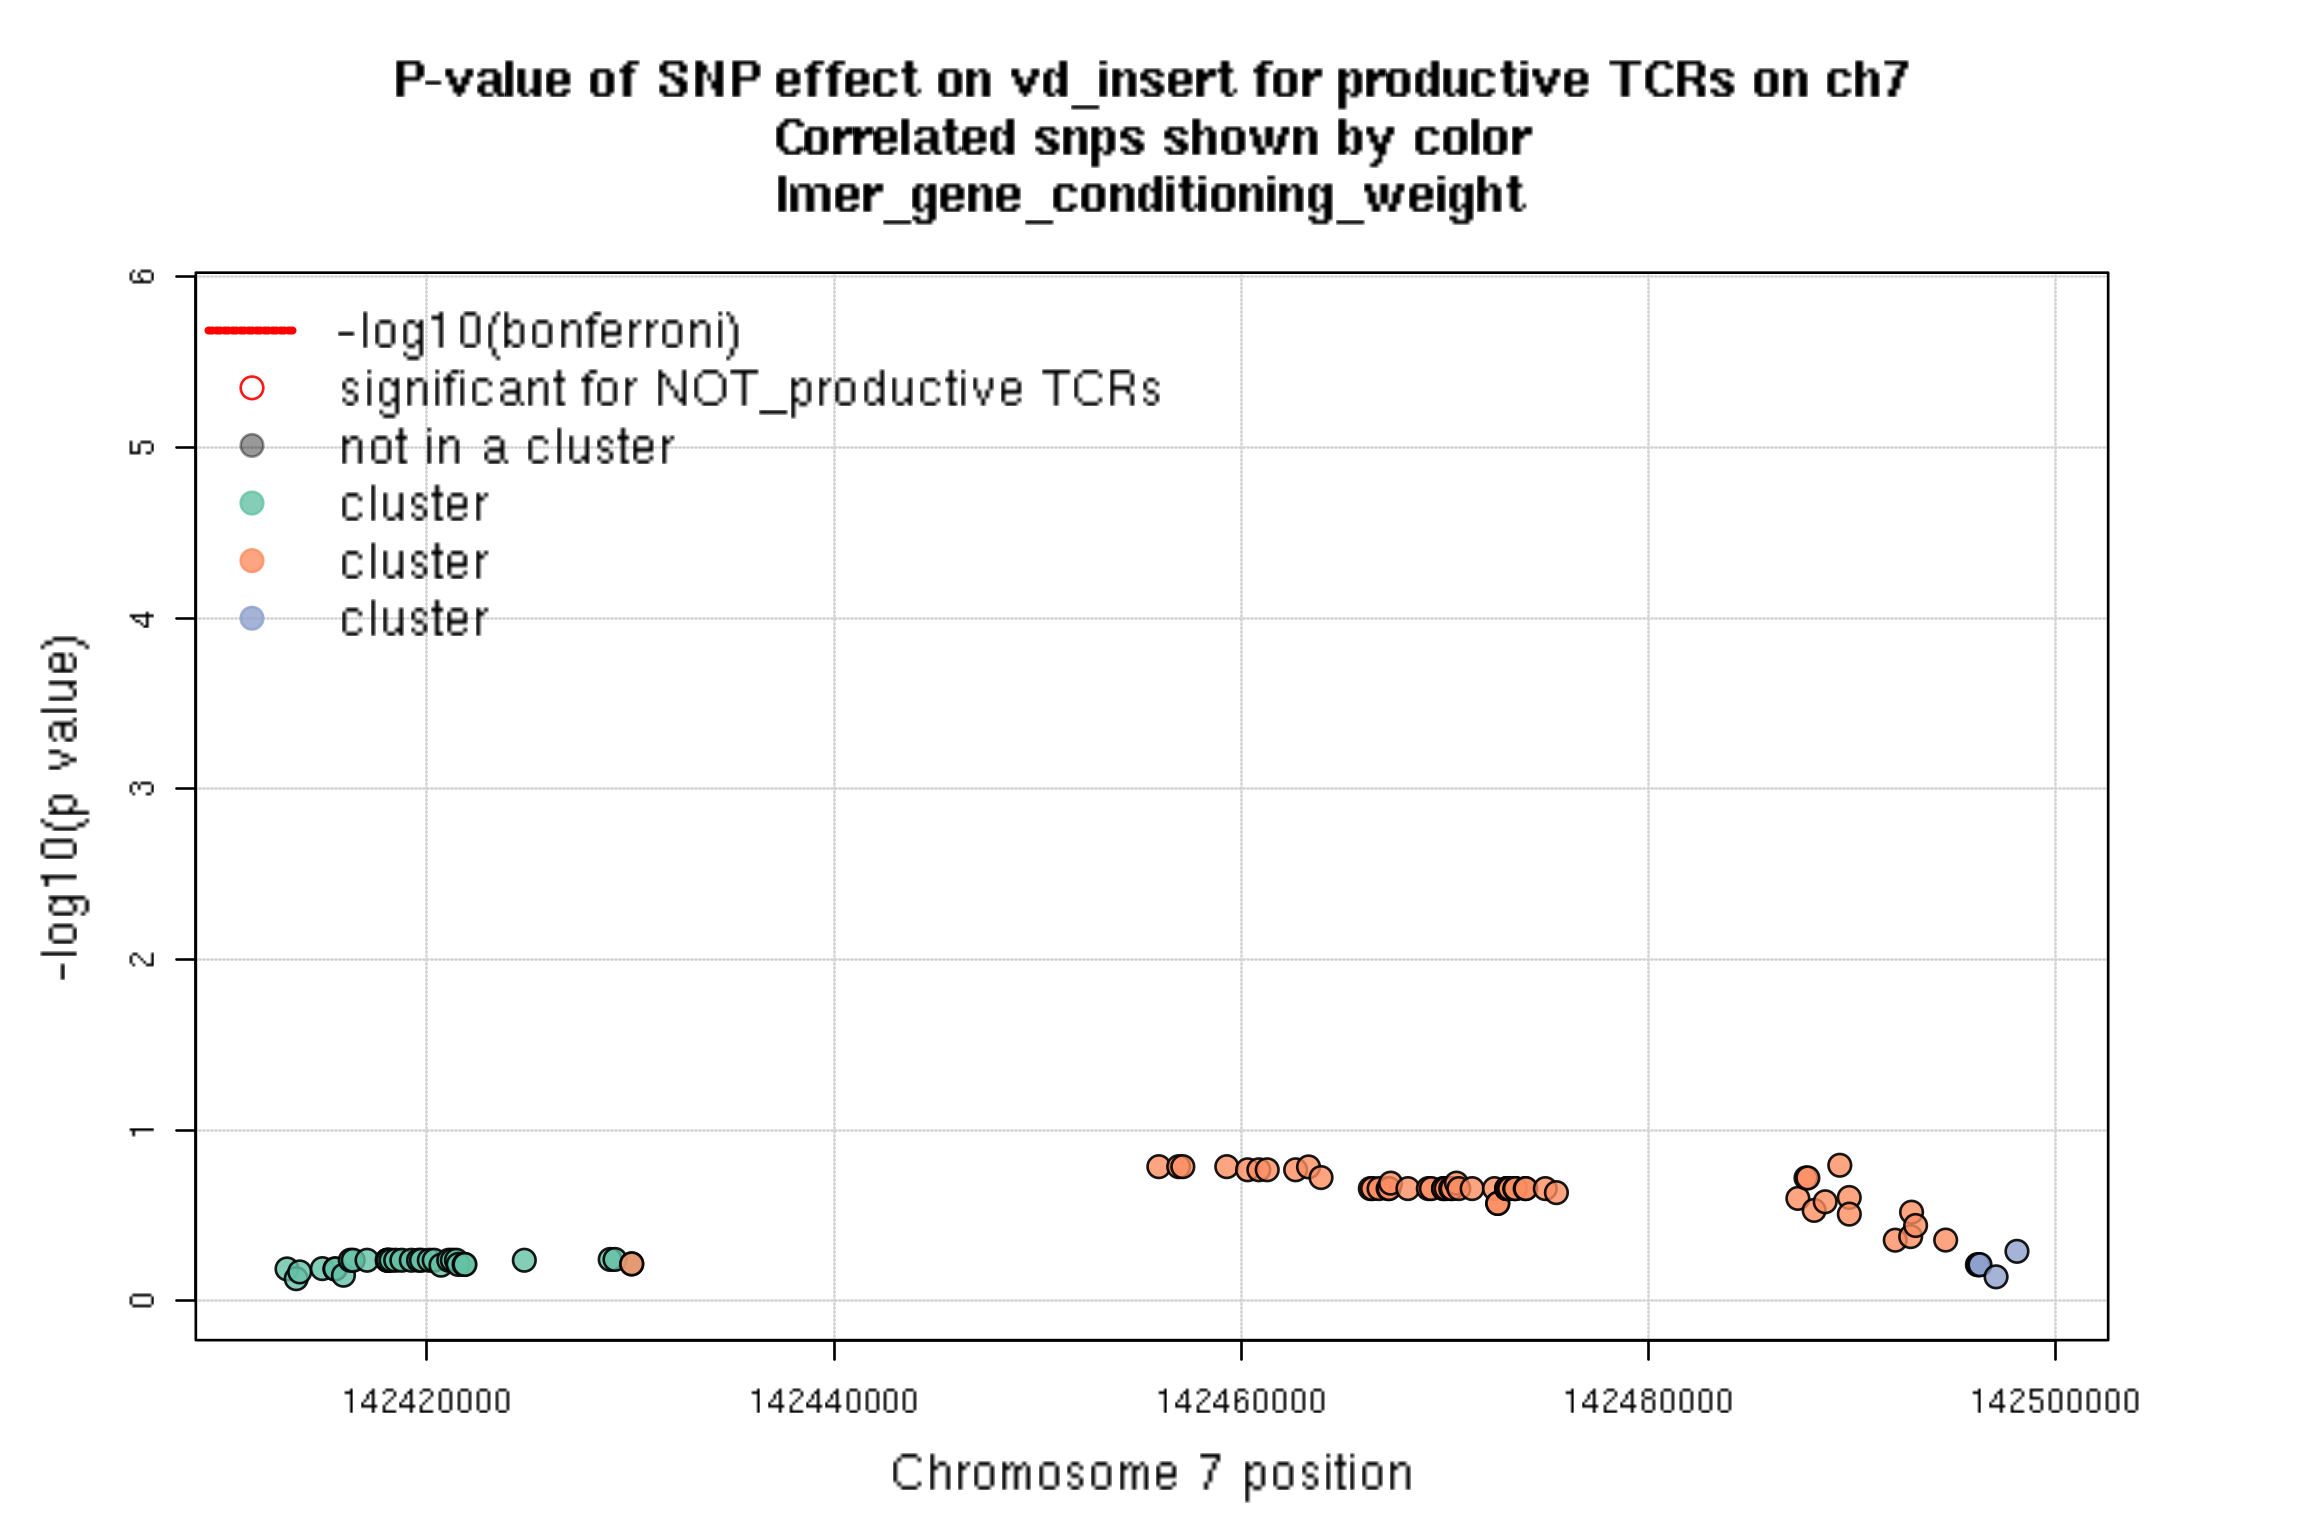 P-value of SNP effect on vd_insert for productive TCRs on ch7
Correlated snps shown by color
lmer_gene_conditioning_weight
6
-log10(bonferroni)
significant for NOT_productive TCRs
5
not in a cluster
cluster
cluster
4
cluster
-log10(p value)
3
2
1
0
142420000 142440000 142460000 142480000 142500000
Chromosome 7 position